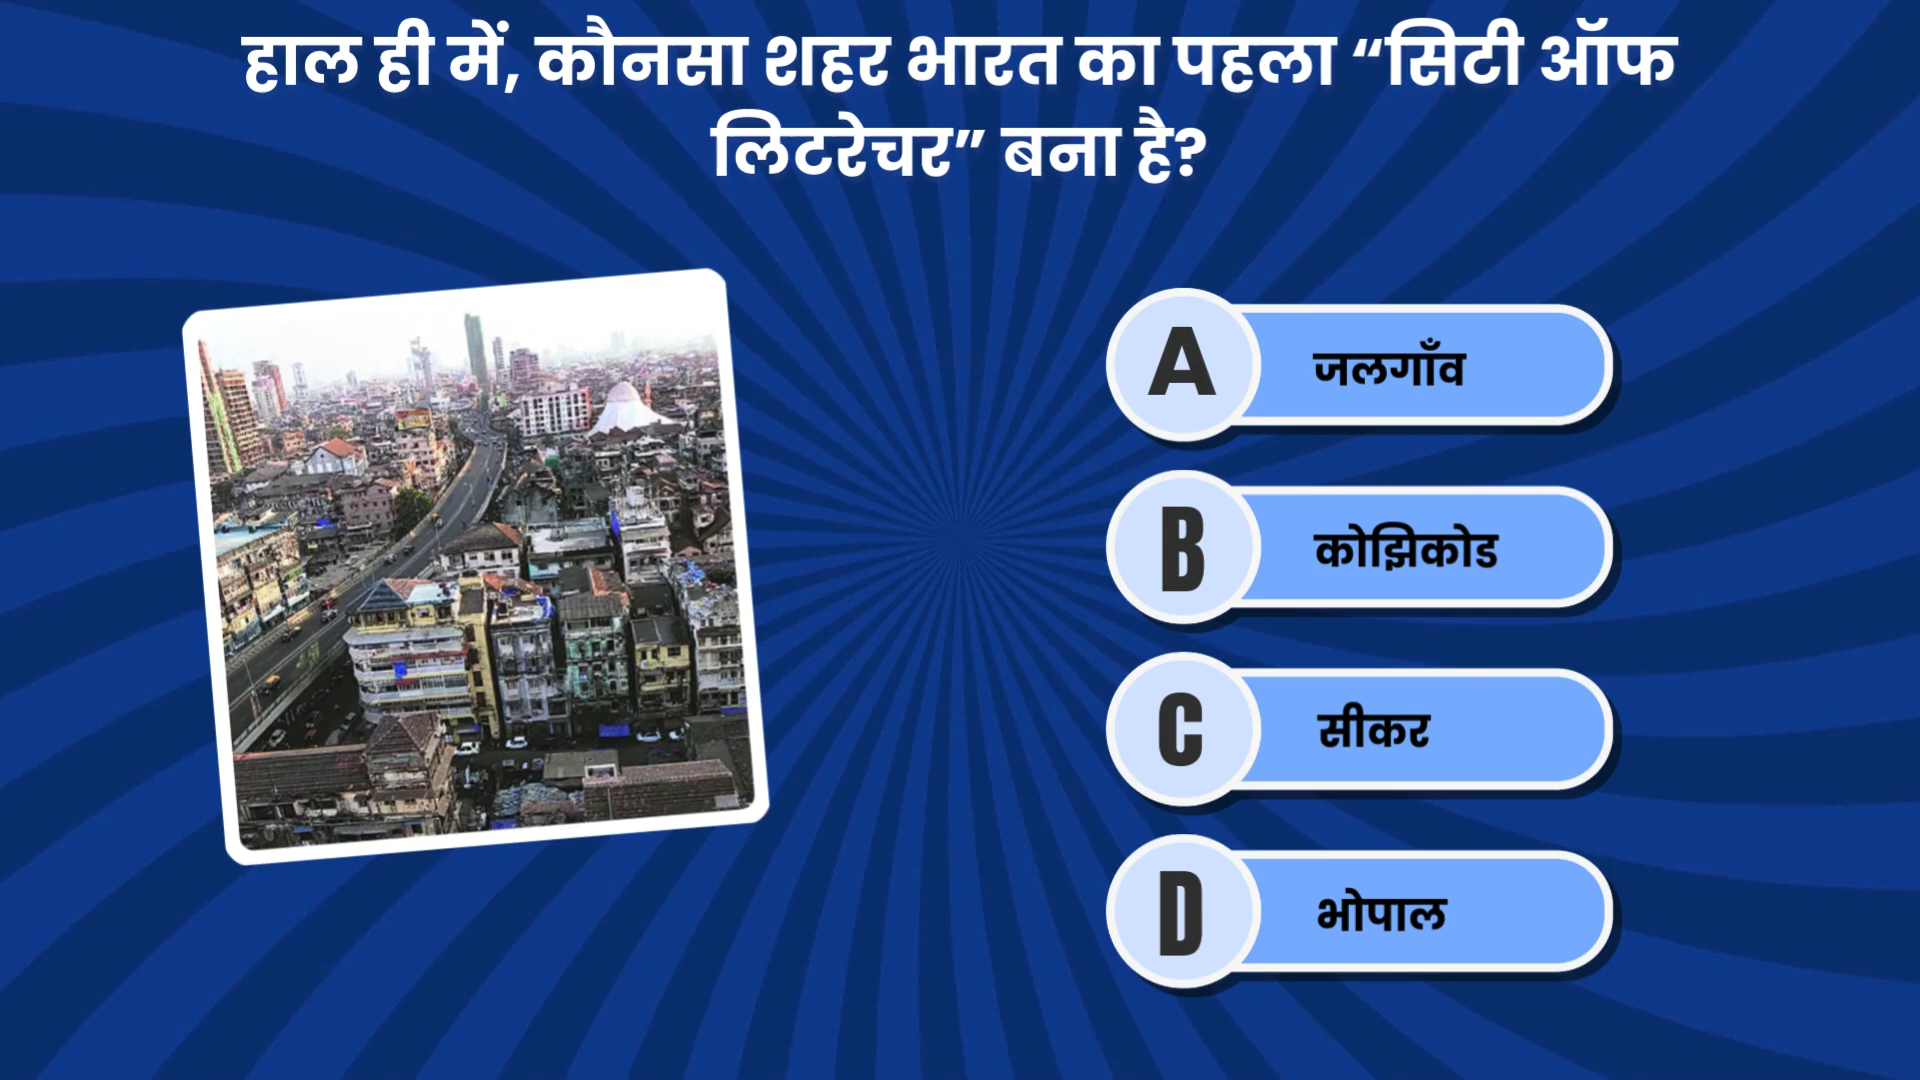 हाल ही में, कौनसा शहर भारत का पहला “सिटी ऑफ
लिटरेचर” बना है?
A जलगाँव
B कोझिकोड
C सीकर
D भोपाल